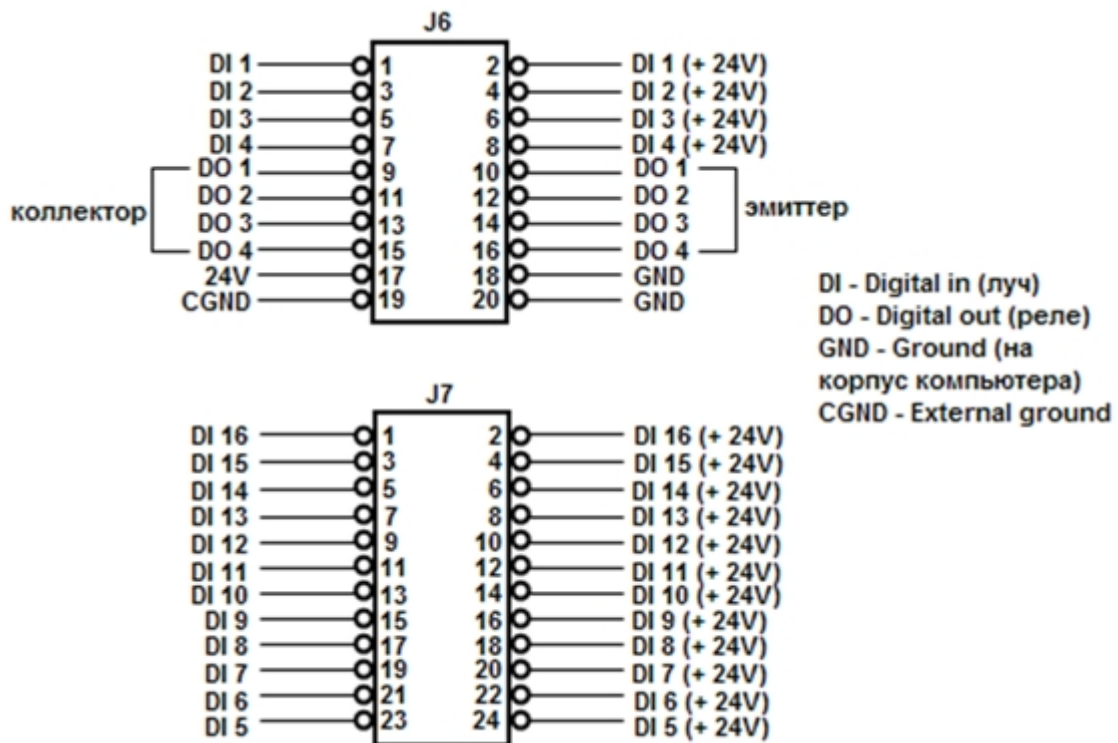 J6
DI 1 1 2 DI 1 (+ 24V)
DI 2 3 4 DI 2 (+ 24V)
DI 3 5 6 DI 3 (+ 24V)
DI 4 7 8 DI 4 (+ 24V)
DO 1 9 10 DO 1
DO 2 11 12 DO 2
коллектор эмиттер
DO 3 13 14 DO 3
DO 4 15 16 DO 4
24V 17 18 GND
CGND 19 20 GND
DI - Digital in (луч)
DO - Digital out (реле)
GND - Ground (на
корпус компьютера)
CGND - External ground
J7
DI 16 1 2 DI 16 (+ 24V)
DI 15 3 4 DI 15 (+ 24V)
DI 14 5 6 DI 14 (+ 24V)
DI 13 7 8 DI 13 (+ 24V)
DI 12 9 10 DI 12 (+ 24V)
DI 11 11 12 DI 11 (+ 24V)
DI 10 13 14 DI 10 (+ 24V)
DI 9 15 16 DI 9 (+ 24V)
DI 8 17 18 DI 8 (+ 24V)
DI 7 19 20 DI 7 (+ 24V)
DI 6 21 22 DI 6 (+ 24V)
DI 5 23 24 DI 5 (+ 24V)